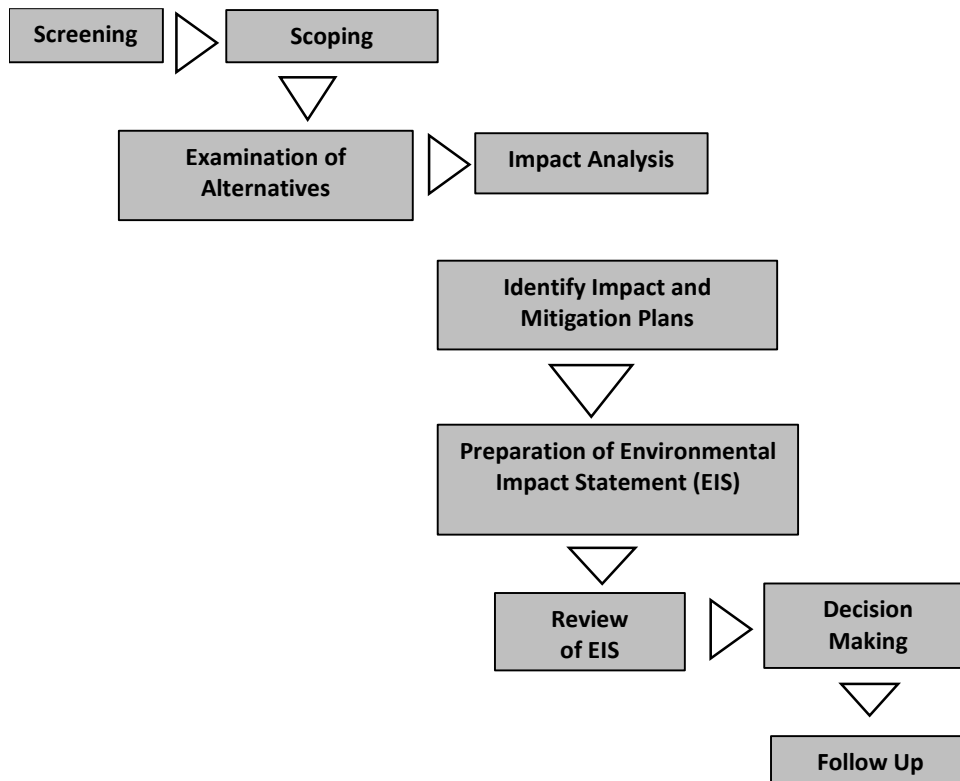 Screening
Scoping
Examination of
Alternatives
Impact Analysis
Identify Impact and
Mitigation Plans
Preparation of Environmental
Impact Statement (EIS)
Review
of EIS
Decision
Making
Follow Up